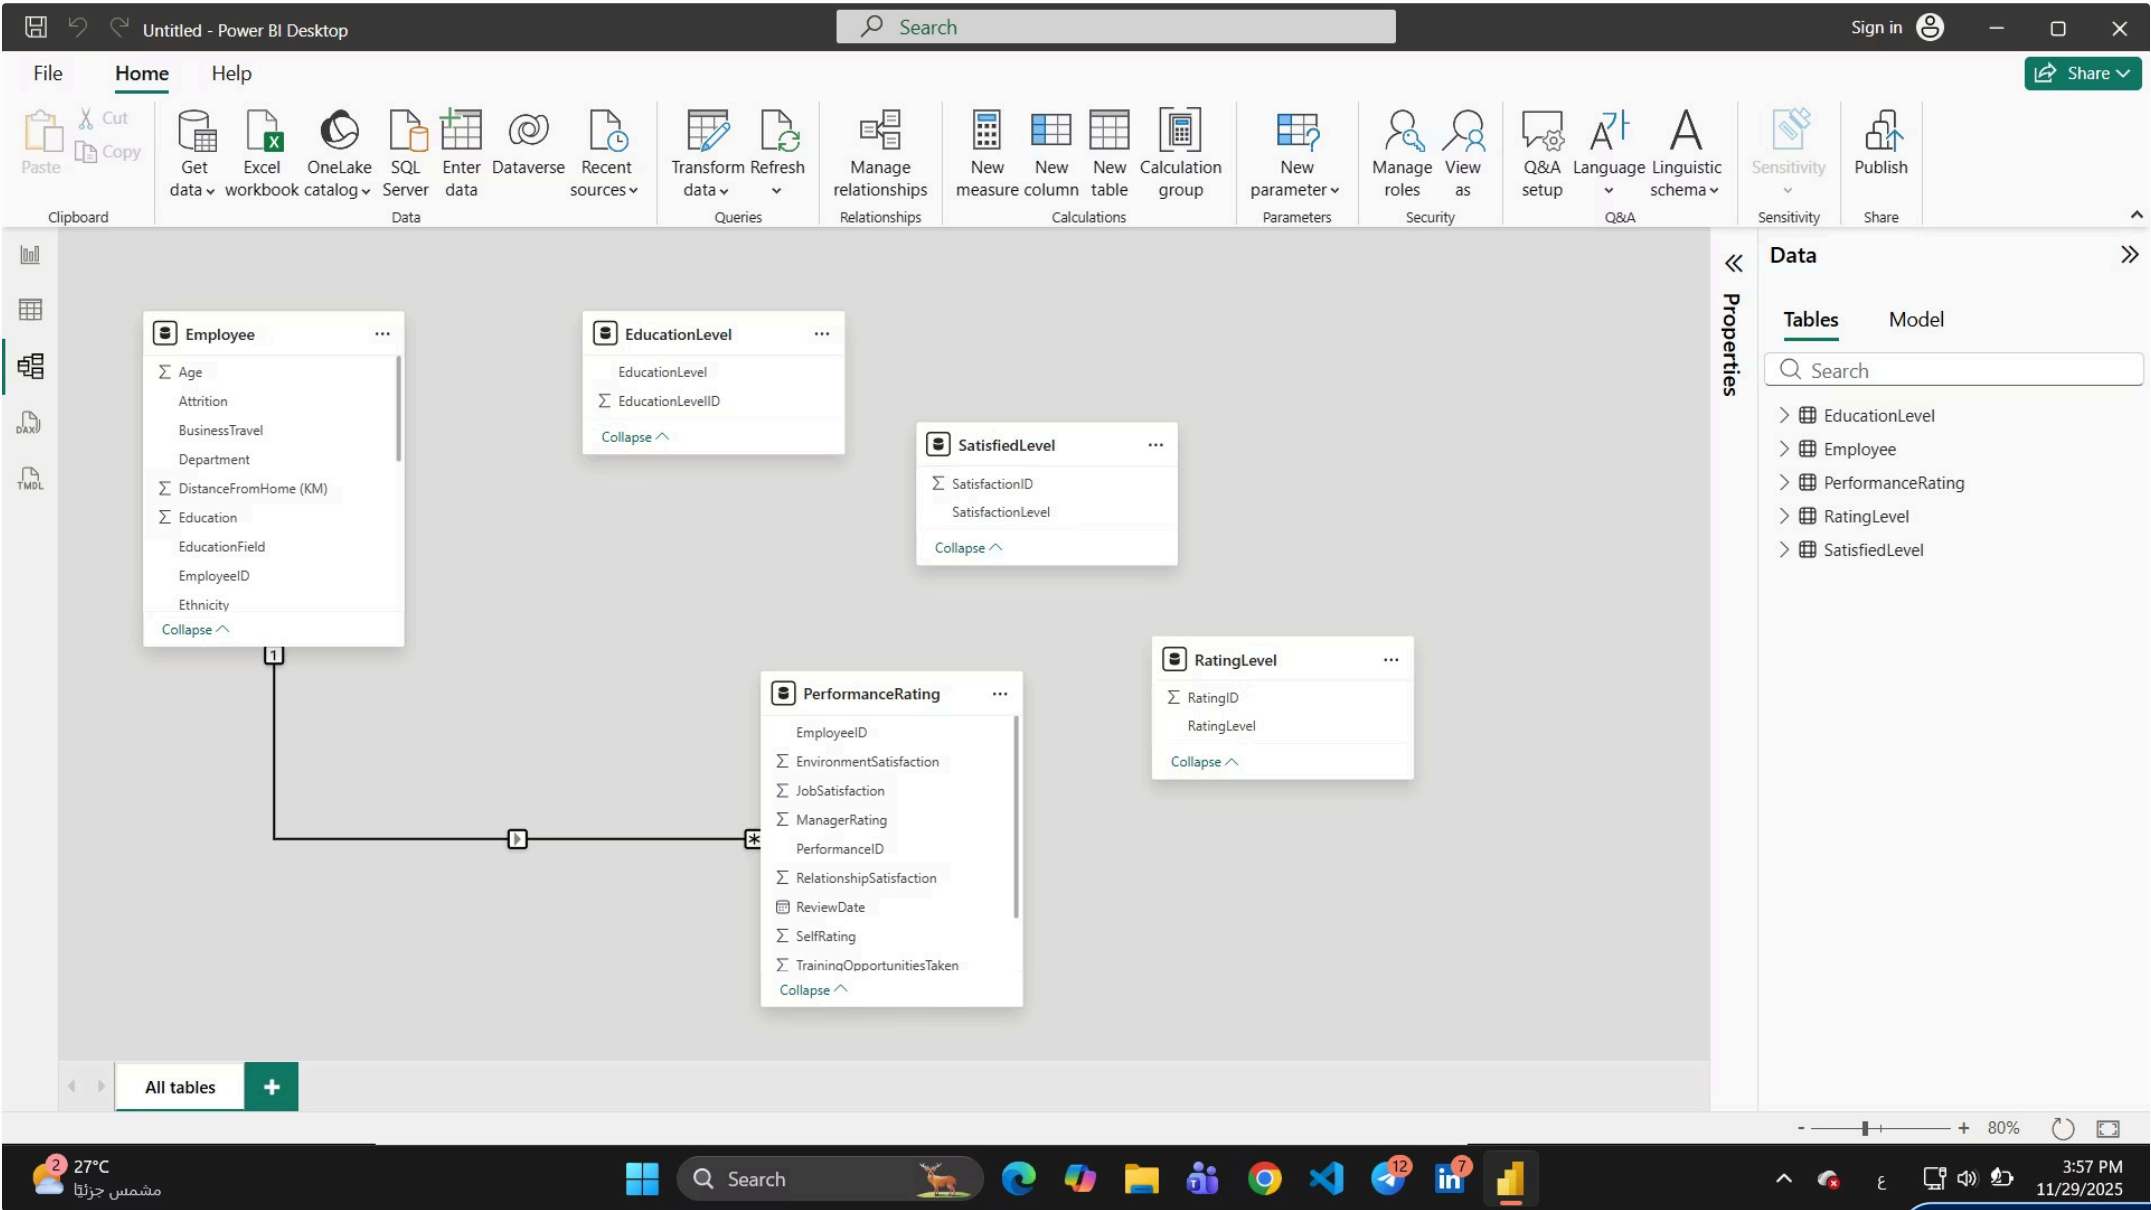 Untitled - Power BI Desktop
Search
Sign in
File
Home
Help
Share
Paste
Cut
Copy
Get data
Excel workbook
OneLake catalog
SQL Server
Enter data
Dataverse
Recent sources
Transform data
Refresh
Manage relationships
New measure
New column
New table
Calculation group
New parameter
Manage roles
View as
Q&A setup
Language
Linguistic schema
Sensitivity
Publish
Clipboard
Data
Queries
Relationships
Calculations
Parameters
Security
Q&A
Sensitivity
Share
DAX
TMDL
Employee
Age
Attrition
BusinessTravel
Department
DistanceFromHome (KM)
Education
EducationField
EmployeeID
Ethnicity
Collapse
1
EducationLevel
EducationLevel
EducationLevelID
Collapse
SatisfiedLevel
SatisfactionID
SatisfactionLevel
Collapse
RatingLevel
RatingID
RatingLevel
Collapse
*
PerformanceRating
EmployeeID
EnvironmentSatisfaction
JobSatisfaction
ManagerRating
PerformanceID
RelationshipSatisfaction
ReviewDate
SelfRating
TrainingOpportunitiesTaken
Collapse
Properties
Data
Tables
Model
Search
EducationLevel
Employee
PerformanceRating
RatingLevel
SatisfiedLevel
All tables
+
- + 80%
2
27°C
مشمس جزئيًا
Search
12
7
ع
3:57 PM
11/29/2025